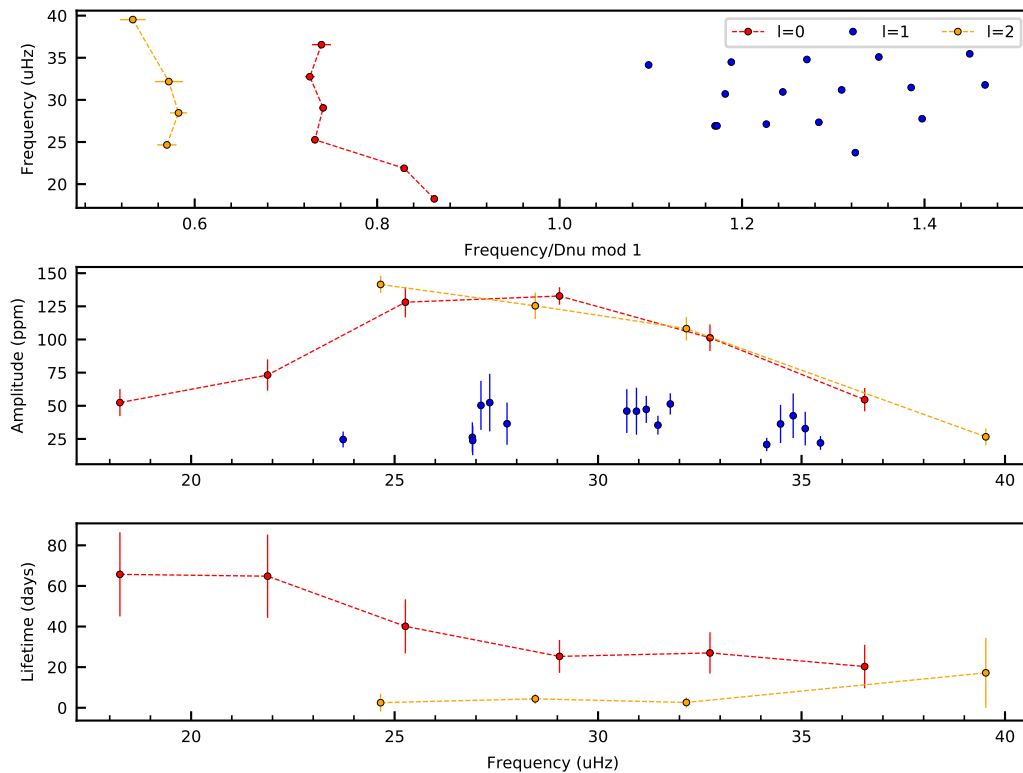 40
35
30
25
20
Frequency (uHz)
l=0 l=1 l=2
0.6 0.8 1.0 1.2 1.4
Frequency/Dnu mod 1
150
125
100
75
50
25
Amplitude (ppm)
20 25 30 35 40
80
60
40
20
0
Lifetime (days)
20 25 30 35 40
Frequency (uHz)